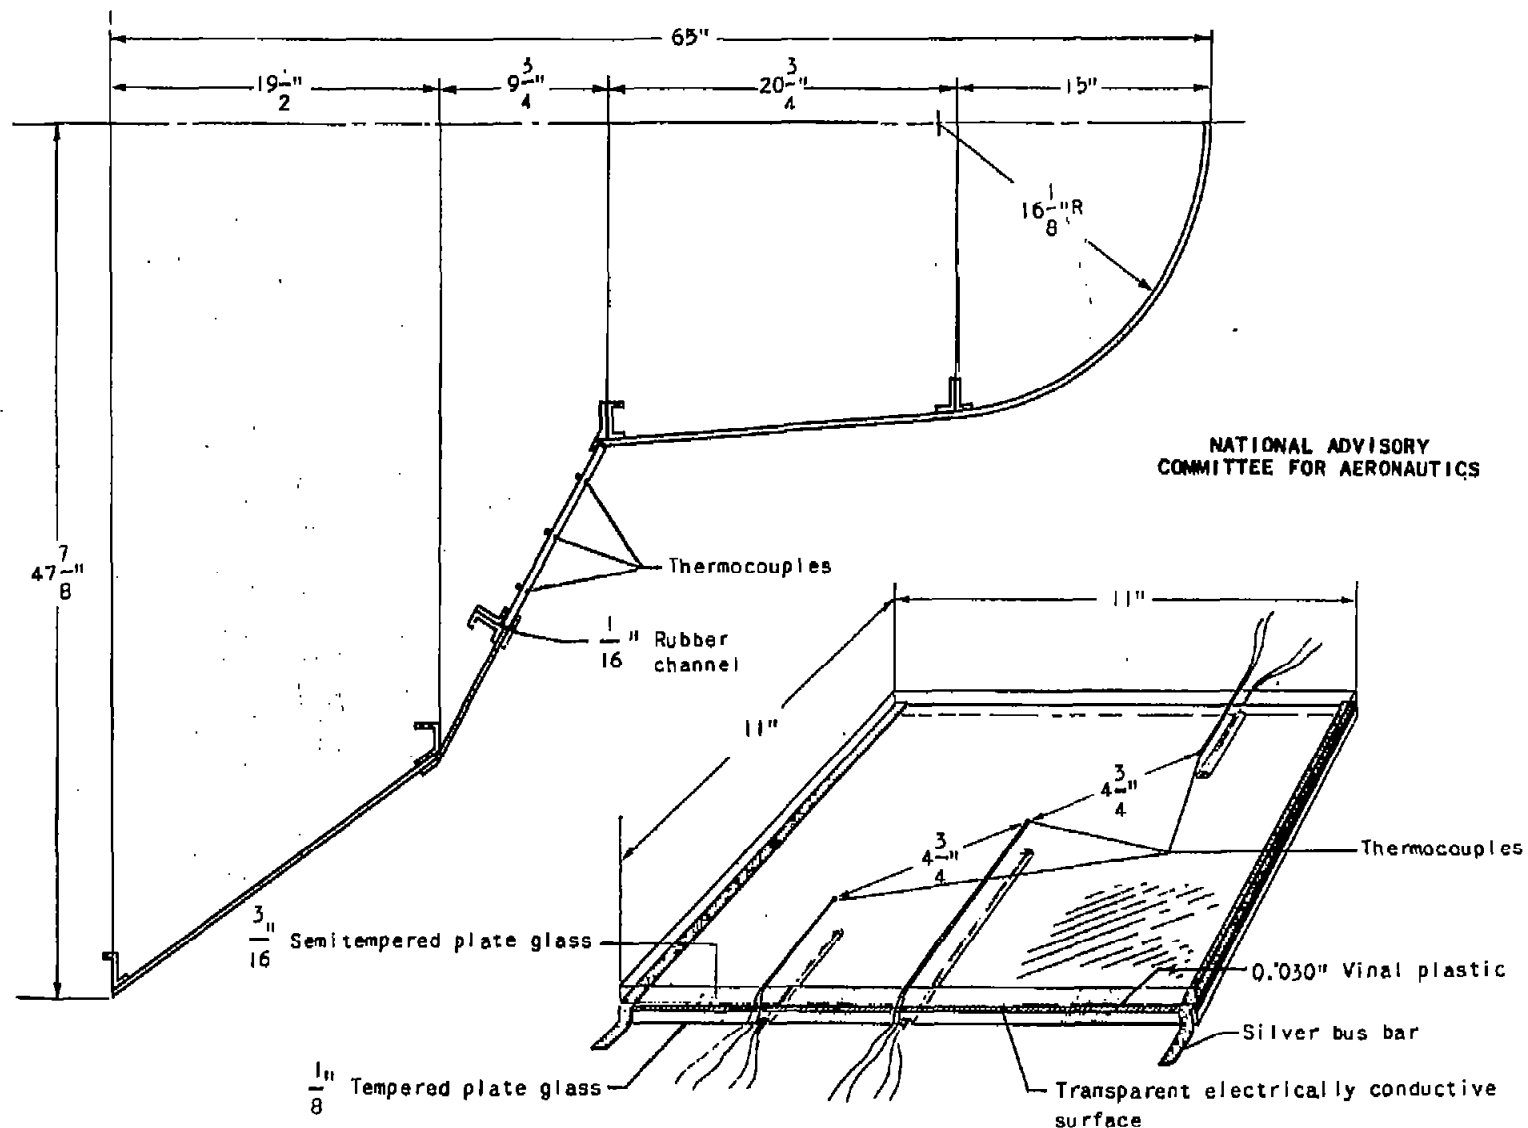 65"
19 1/2"
9 3/4"
20 3/4"
15"
16 1/8" R
NATIONAL ADVISORY
COMMITTEE FOR AERONAUTICS
47 7/8"
Thermocouples
1/16" Rubber
channel
11"
11"
4 3/4"
4 3/4"
Thermocouples
3/16" Semitempered plate glass
0.030" Vinal plastic
Silver bus bar
1/8" Tempered plate glass
Transparent electrically conductive
surface